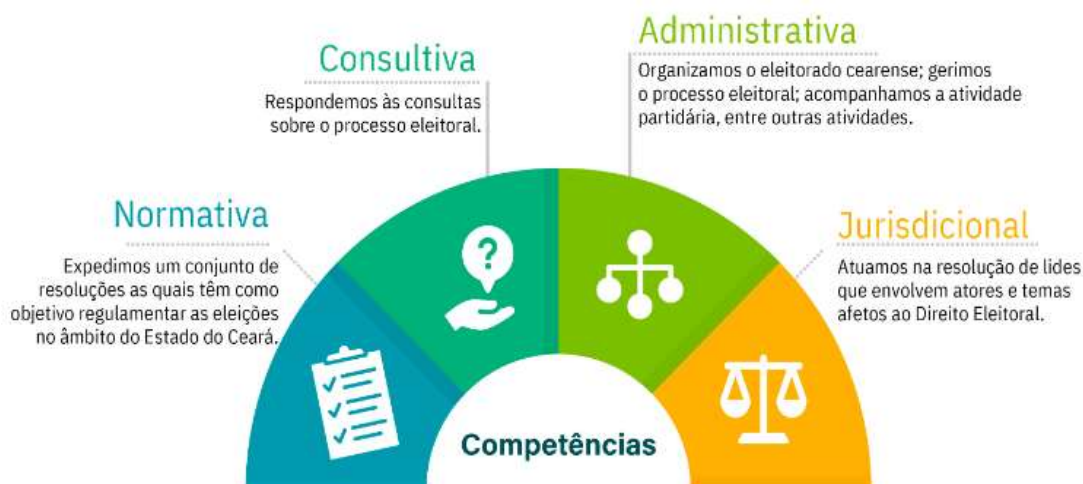 Normativa
Expedimos um conjunto de
resoluções as quais têm como
objetivo regulamentar as eleições
no âmbito do Estado do Ceará.
Consultiva
Respondemos às consultas
sobre o processo eleitoral.
?
Administrativa
Organizamos o eleitorado cearense; gerimos
o processo eleitoral; acompanhamos a atividade
partidária, entre outras atividades.
Jurisdicional
Atuamos na resolução de lides
que envolvem atores e temas
afetos ao Direito Eleitoral.
Competências